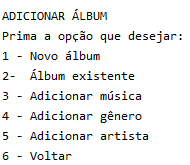 ADICIONAR ÁLBUM
Prima a opção que desejar:
1 - Novo álbum
2-  Álbum existente
3 - Adicionar música
4 - Adicionar gênero
5 - Adicionar artista
6 - Voltar